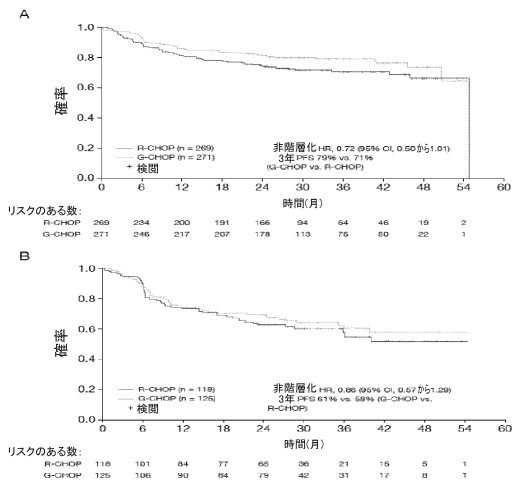 A
1.0
0.8
0.6
0.4
0.2
0.0
確率
R-CHOP (n = 269)
G-CHOP (n = 271)
+ 検閲
非階層化 HR, 0.72 (95% CI, 0.50から1.01)
3年 PFS 79% vs. 71%
(G-CHOP vs. R-CHOP)
0 6 12 18 24 30 36 42 48 54 60
時間(月)
リスクのある数:
R-CHOP 269 234 200 191 166 94 64 46 19 2
G-CHOP 271 246 217 207 178 113 75 50 22 1
B
1.0
0.8
0.6
0.4
0.2
0.0
確率
R-CHOP (n = 118)
G-CHOP (n = 125)
+ 検閲
非階層化 HR, 0.86 (95% CI, 0.57から1.29)
3年 PFS 61% vs. 58% (G-CHOP vs.
R-CHOP)
0 6 12 18 24 30 36 42 48 54 60
時間(月)
リスクのある数:
R-CHOP 118 101 84 77 65 36 21 15 5 1
G-CHOP 125 106 90 84 79 42 31 17 8 1